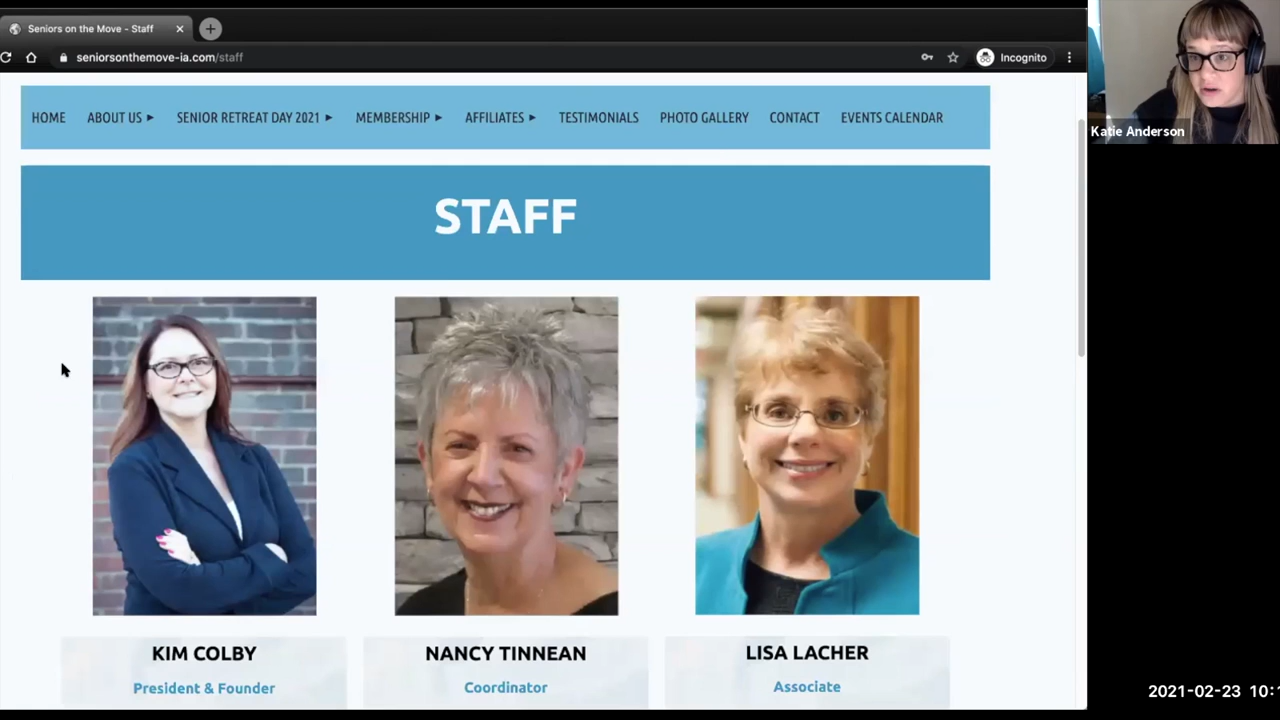 Seniors on the Move - Staff
seniorsonthemove-ia.com/staff
Incognito
HOME ABOUT US ▶ SENIOR RETREAT DAY 2021 ▶ MEMBERSHIP ▶ AFFILIATES ▶ TESTIMONIALS PHOTO GALLERY CONTACT EVENTS CALENDAR
STAFF
KIM COLBY
President & Founder
NANCY TINNEAN
Coordinator
LISA LACHER
Associate
Katie Anderson
2021-02-23 10: